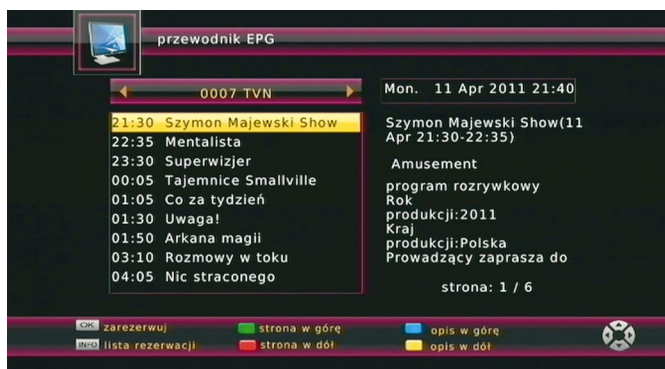 przewodnik EPG
0007 TVN
21:30 Szymon Majewski Show
22:35 Mentalista
23:30 Superwizjer
00:05 Tajemnice Smallville
01:05 Co za tydzień
01:30 Uwaga!
01:50 Arkana magii
03:10 Rozmowy w toku
04:05 Nic straconego
Mon. 11 Apr 2011 21:40
Szymon Majewski Show(11
Apr 21:30-22:35)
Amusement
program rozrywkowy
Rok
produkcji:2011
Kraj
produkcji:Polska
Prowadzący zaprasza do
strona: 1 / 6
OK zarezerwuj
strona w górę
opis w górę
INFO lista rezerwacji
strona w dół
opis w dół